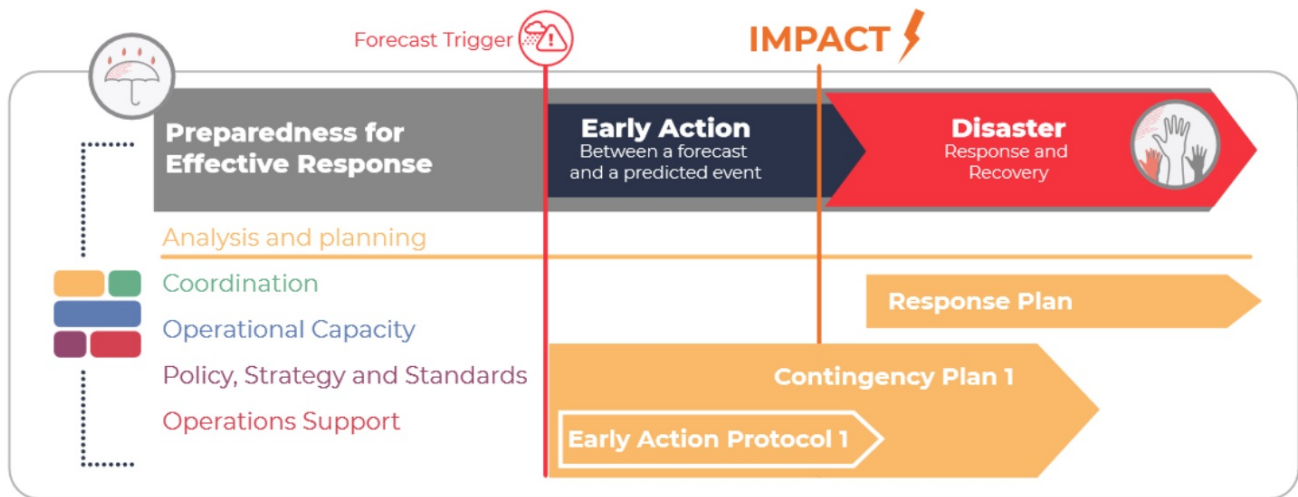 Forecast Trigger
IMPACT
Preparedness for
Effective Response
Early Action
Between a forecast
and a predicted event
Disaster
Response and
Recovery
Analysis and planning
Coordination
Operational Capacity
Policy, Strategy and Standards
Operations Support
Response Plan
Contingency Plan 1
Early Action Protocol 1